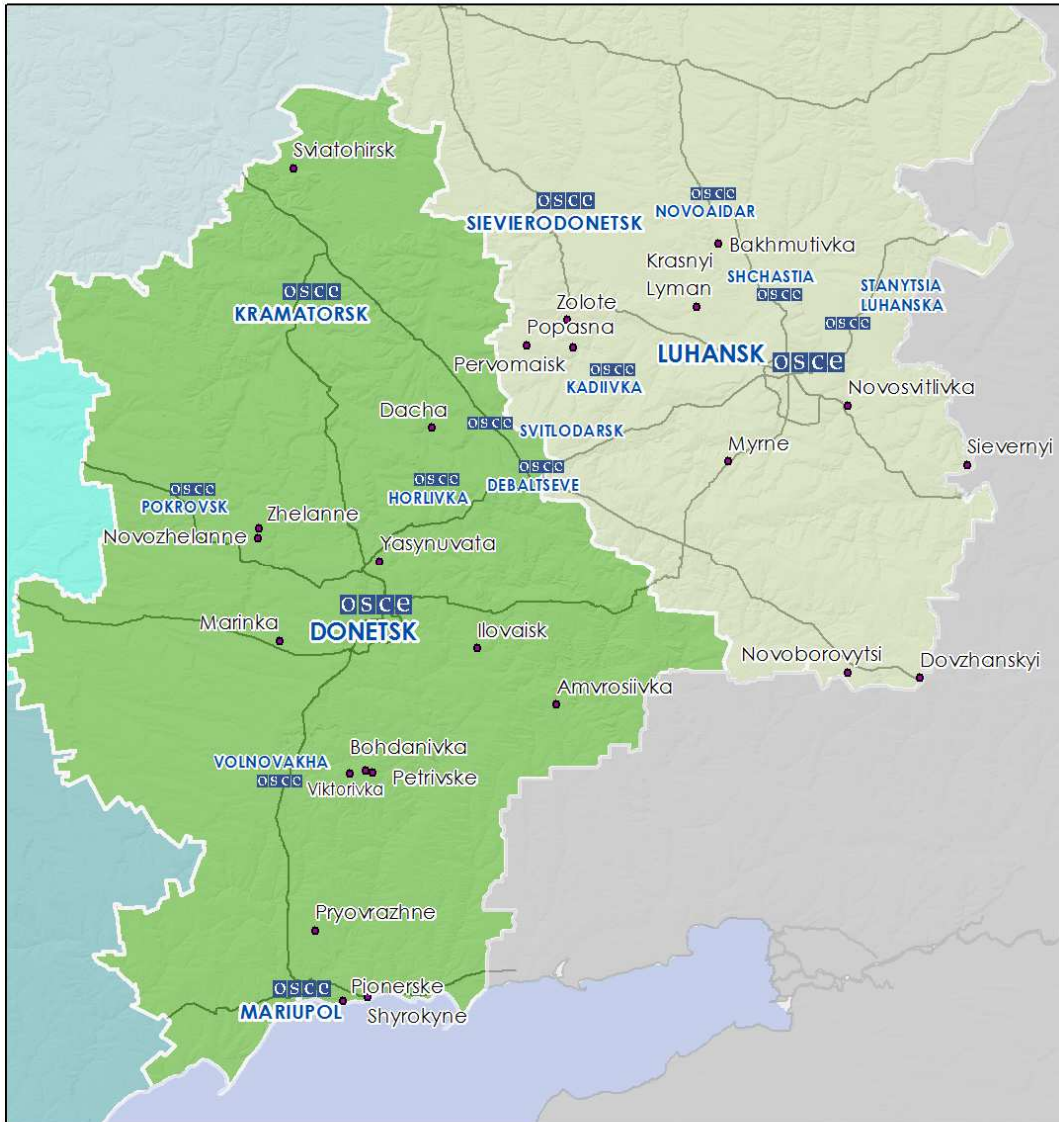 Sviatohirsk
osce
SIEVIERODONETSK
osce
NOVOAIDAR
Bakhmutivka
Krasnyi
Lyman
SHCHASTIA
osce
STANYTSIA
LUHANSKA
osce
osce
KRAMATORSK
Zolote
Popasna
Pervomaisk
LUHANSK
osce
osce
KADIIVKA
Novosvitlivka
Dacha
osce
SVITLODARSK
Myrne
Sievernyi
osce
DEBALTSEVE
osce
HORLIVKA
osce
POKROVSK
Zhelanne
Novozhelanne
Yasynuvata
osce
DONETSK
Marinka
Ilovaisk
Novoborovytsi
Dovzhanskyi
Amvrosiivka
VOLNOVAKHA
osce
Bohdanivka
Viktorivka
Petrivske
Pryovrazhne
osce
MARIUPOL
Pionerske
Shyrokyne